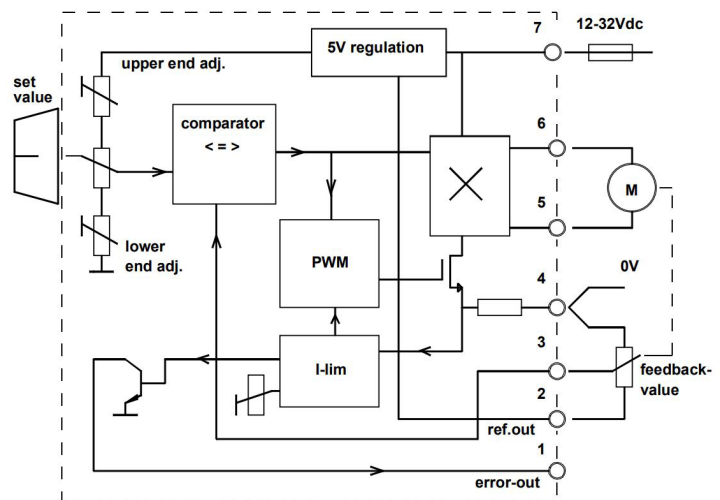 7
12-32Vdc
5V regulation
upper end adj.
set
value
comparator
< = >
6
M
5
lower
end adj.
PWM
4
0V
3
I-lim
feedback-
value
2
ref.out
1
error-out